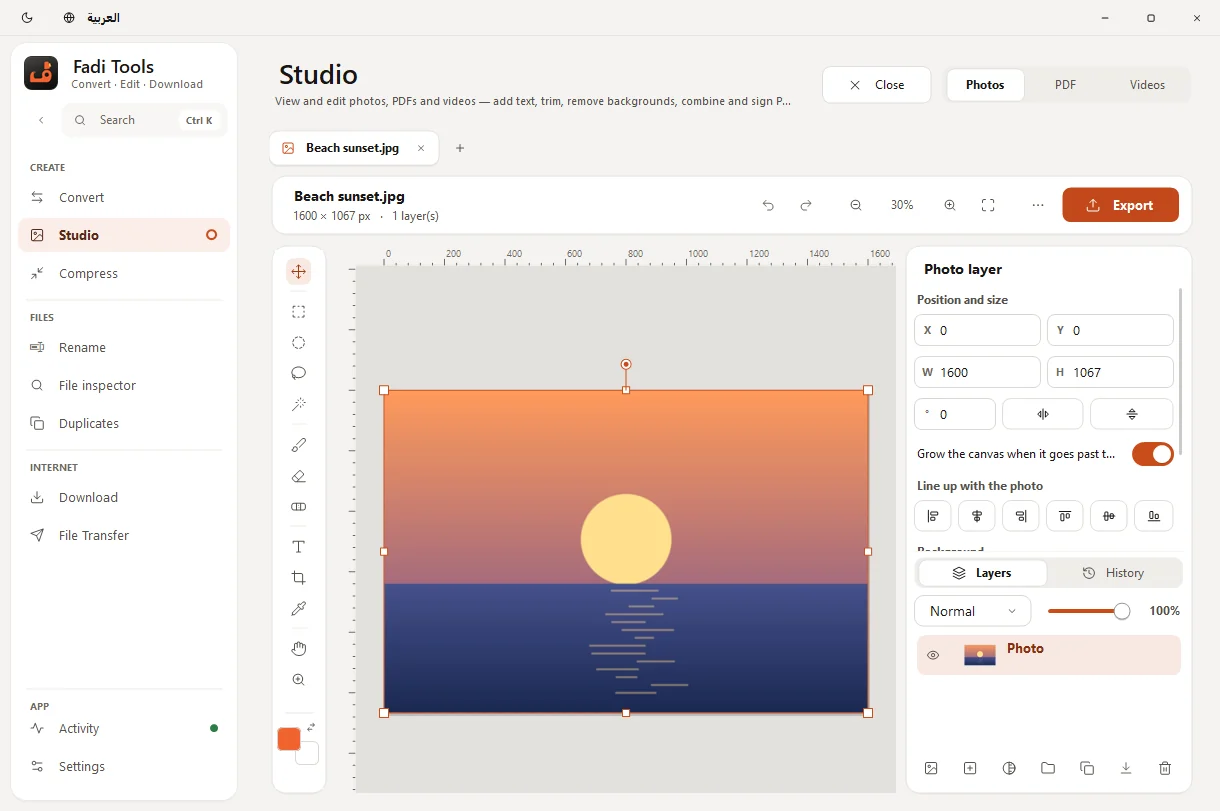 العربية
Fadi Tools
Convert · Edit · Download
Search
Ctrl K
CREATE
Convert
Studio
Compress
FILES
Rename
File inspector
Duplicates
INTERNET
Download
File Transfer
APP
Activity
Settings
Studio
View and edit photos, PDFs and videos — add text, trim, remove backgrounds, combine and sign P...
Close
Photos
PDF
Videos
Beach sunset.jpg
Beach sunset.jpg
1600 × 1067 px · 1 layer(s)
30%
Export
0 200 400 600 800 1000 1200 1400 1600
Photo layer
Position and size
X 0
Y 0
W 1600
H 1067
° 0
Grow the canvas when it goes past t...
Line up with the photo
Background
Layers
History
Normal
100%
Photo